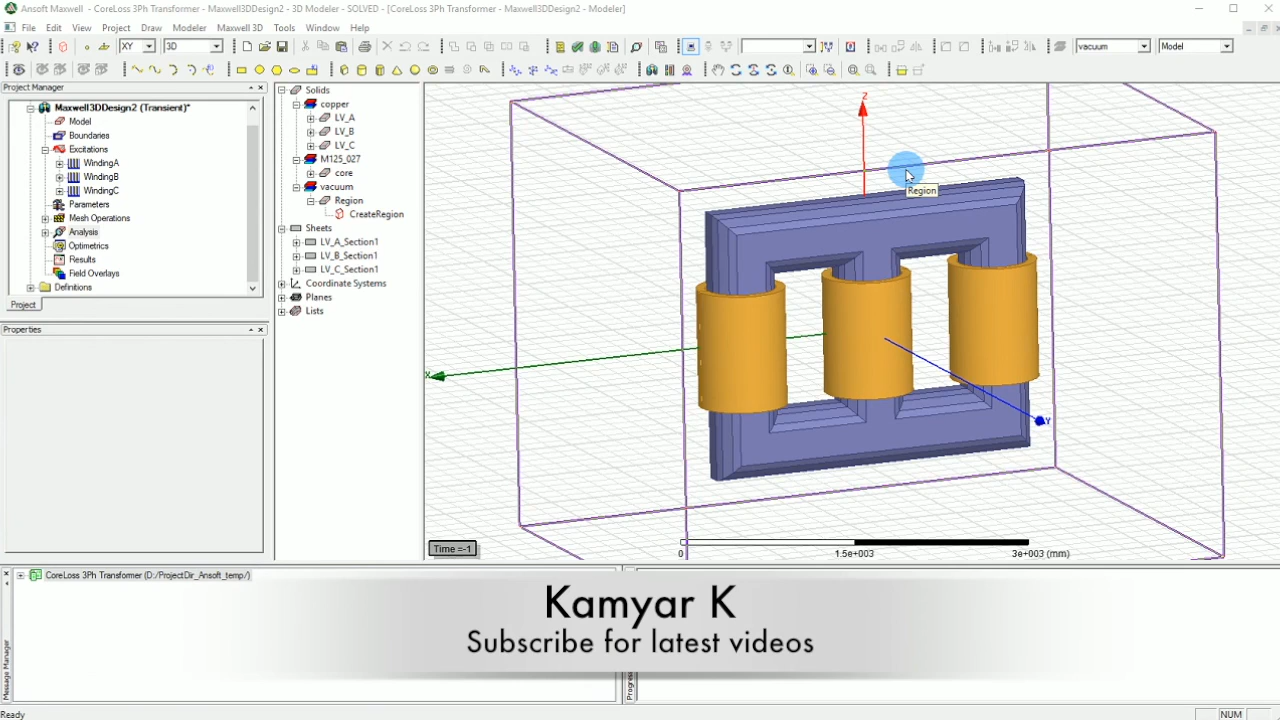 Ansoft Maxwell - CoreLoss 3Ph Transformer - Maxwell3DDesign2 - 3D Modeler - SOLVED - [CoreLoss 3Ph Transformer - Maxwell3DDesign2 - Modeler]
File Edit View Project Draw Modeler Maxwell 3D Tools Window Help
XY 3D vacuum Model
Project Manager
Maxwell3DDesign2 (Transient)*
Model
Boundaries
Excitations
WindingA
WindingB
WindingC
Parameters
Mesh Operations
Analysis
Optimetrics
Results
Field Overlays
Definitions
Project
Properties
Solids
copper
LV_A
LV_B
LV_C
M125_027
core
vacuum
Region
CreateRegion
Sheets
LV_A_Section1
LV_B_Section1
LV_C_Section1
Coordinate Systems
Planes
Lists
Z
Region
X
Y
Time =-1
0 1.5e+003 3e+003 (mm)
CoreLoss 3Ph Transformer (D:/ProjectDir_Ansoft_temp/)
Kamyar K
Subscribe for latest videos
Message Manager
Ready NUM